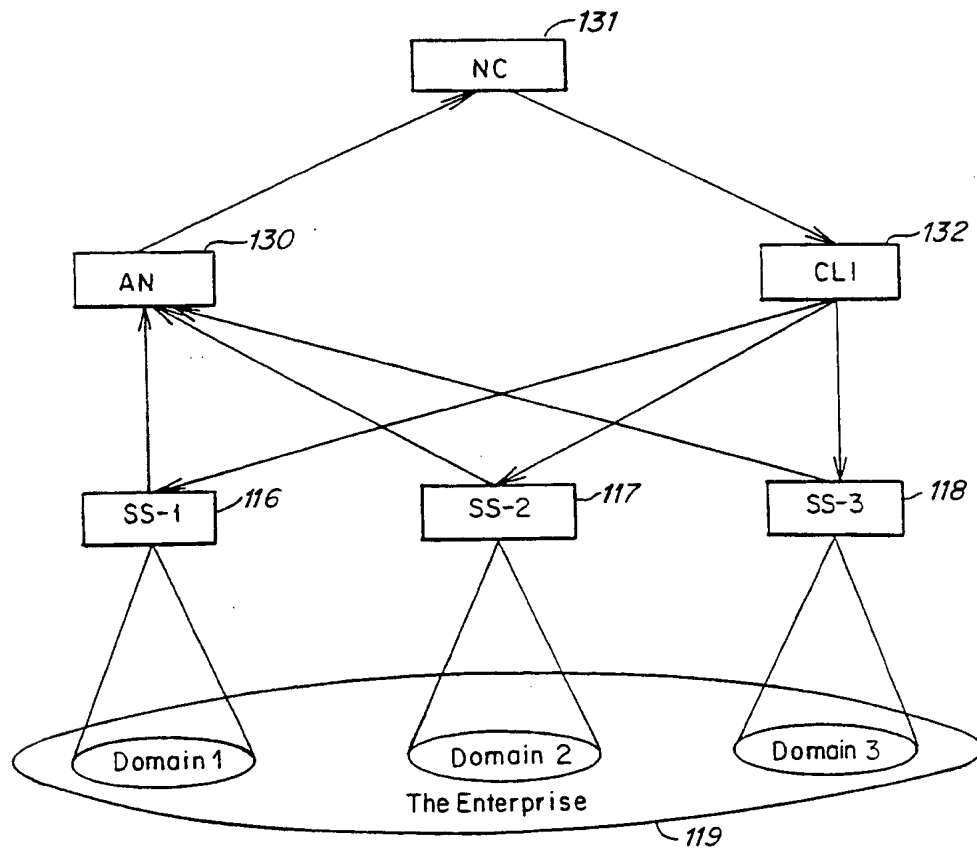 131
NC
130
AN
132
CLI
SS-1
116
SS-2
117
SS-3
118
Domain 1
Domain 2
Domain 3
The Enterprise
119